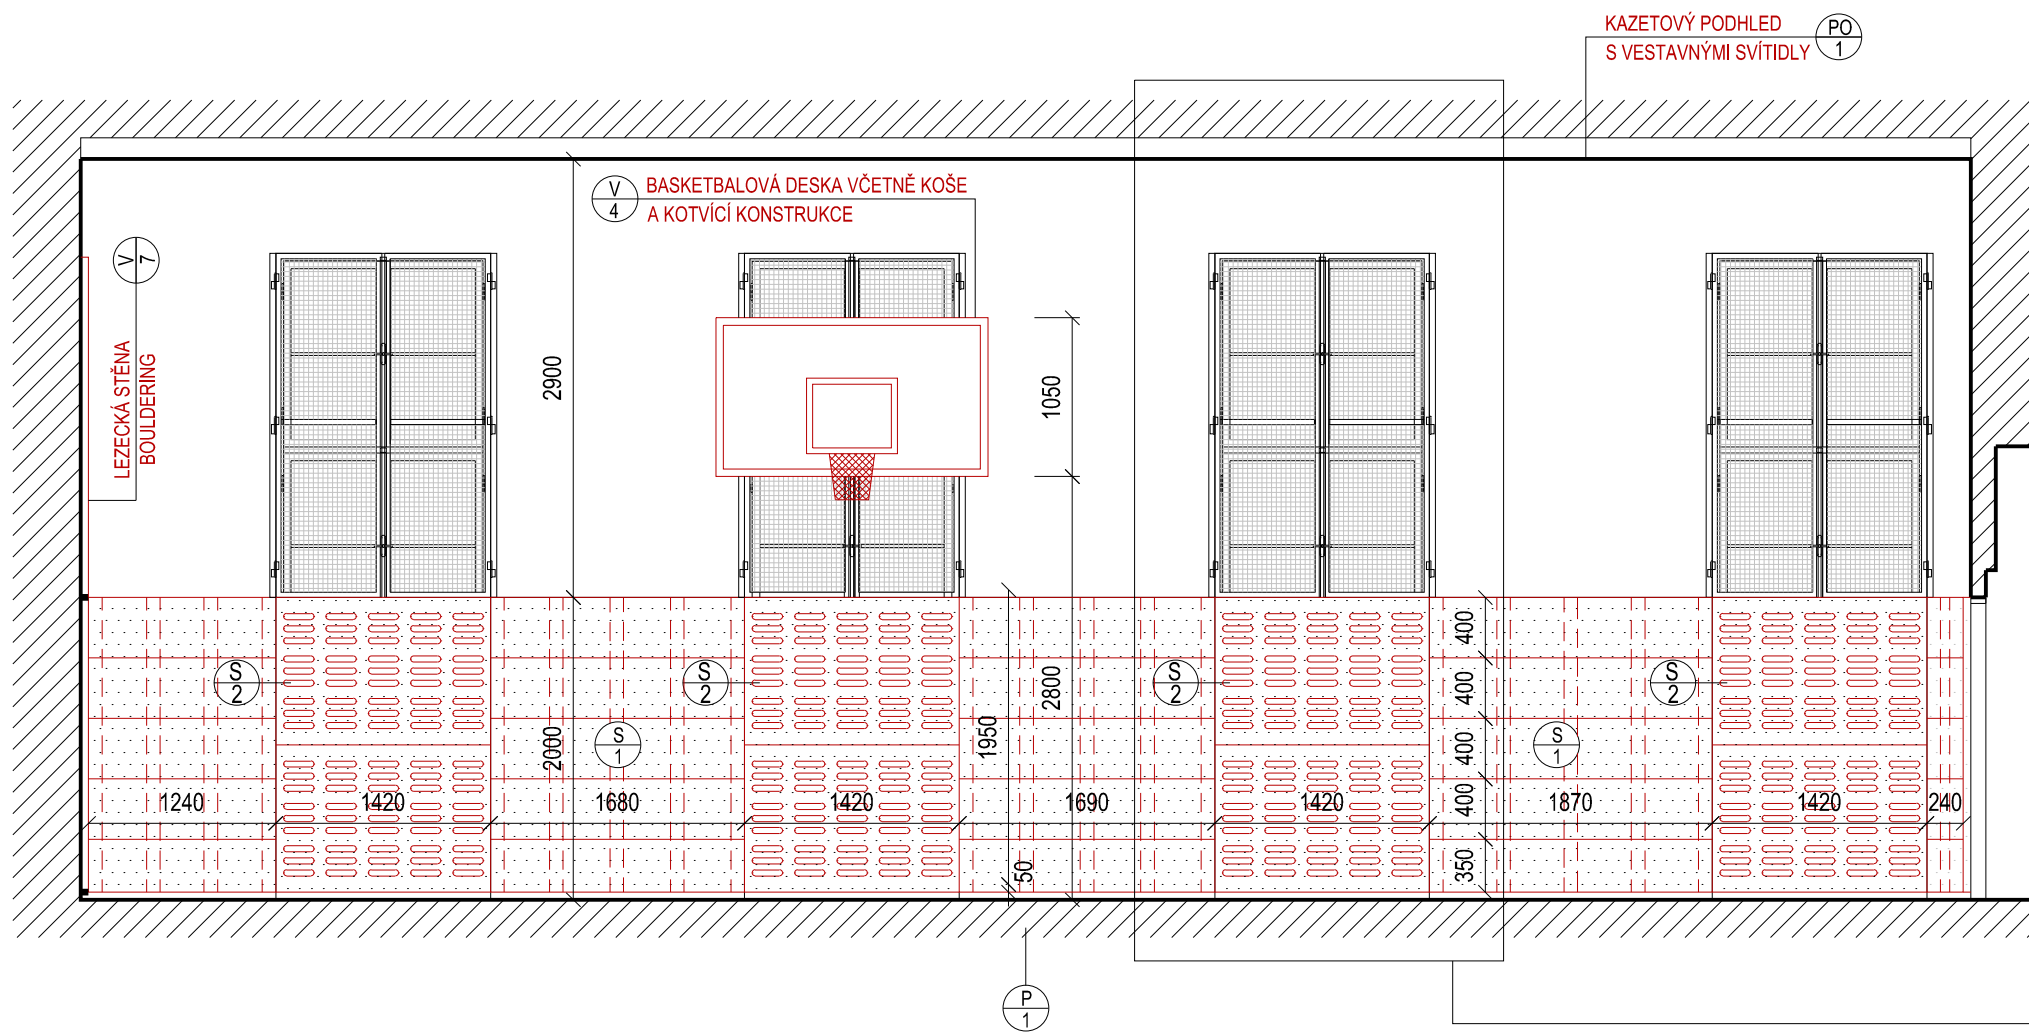 KAZETOVÝ PODHLED
S VESTAVNÝMI SVÍTIDLY
PO
1
V
4
BASKETBALOVÁ DESKA VČETNĚ KOŠE
A KOTVÍCÍ KONSTRUKCE
V
7
LEZECKÁ STĚNA
BOULDERING
2900
1050
2800
1950
2000
50
400
400
400
400
350
S
2
S
2
S
2
S
2
S
1
S
1
1240
1420
1680
1420
1690
1420
1870
1420
240
P
1